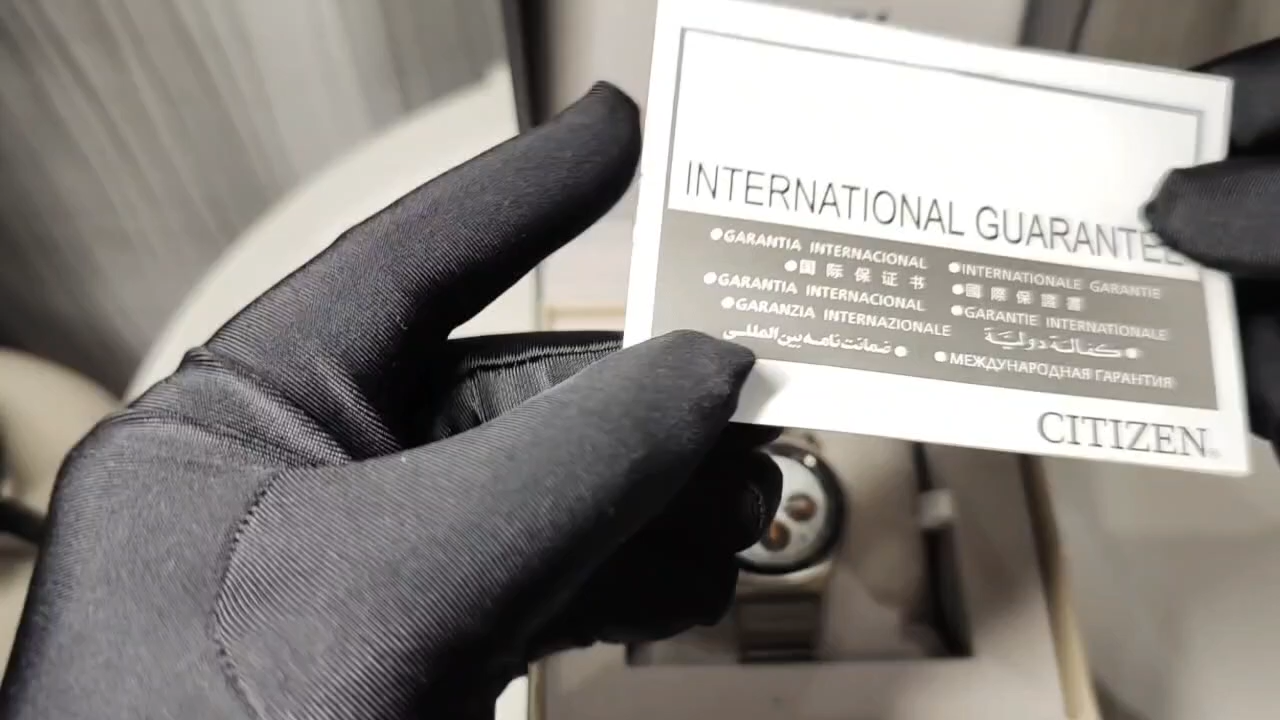 INTERNATIONAL GUARANTEE
●GARANTIA INTERNACIONAL
●INTERNATIONALE GARANTIE
●国际保证书
●國際保證書
●GARANTIA INTERNACIONAL
●GARANTIE INTERNATIONALE
●GARANZIA INTERNAZIONALE
●كفالة دولية
●ضمانت نامه بین المللی
●МЕЖДУНАРОДНАЯ ГАРАНТИЯ
CITIZEN